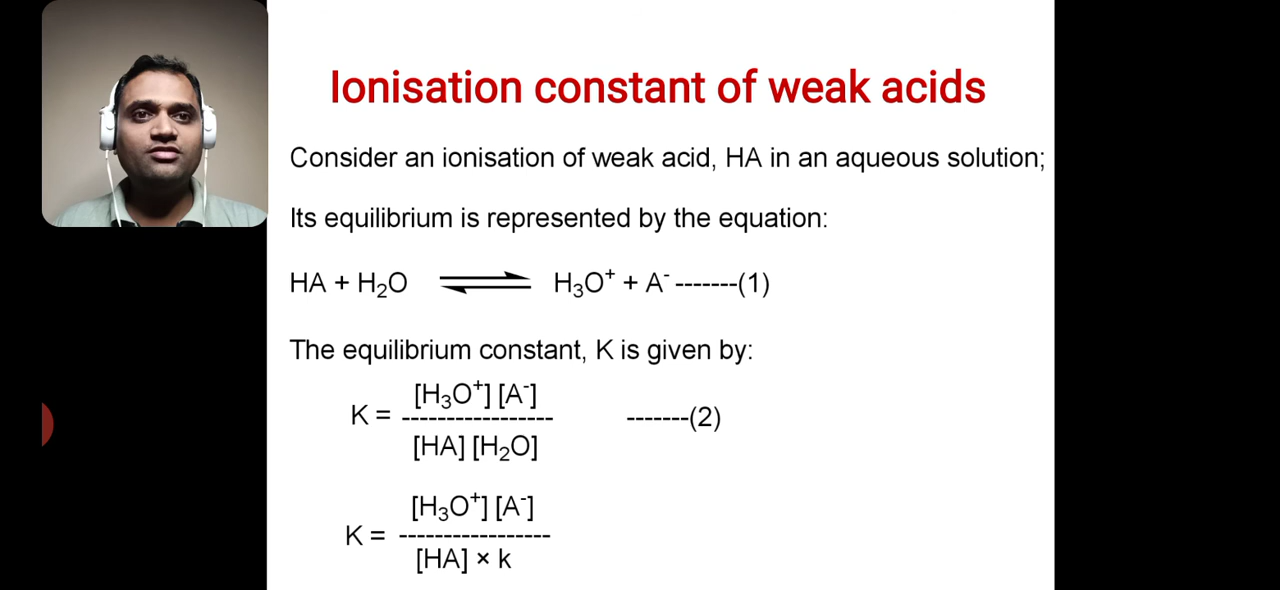 Ionisation constant of weak acids
Consider an ionisation of weak acid, HA in an aqueous solution;
Its equilibrium is represented by the equation:
HA + H₂O ⇌ H₃O⁺ + A⁻ -------(1)
The equilibrium constant, K is given by:
[H₃O⁺] [A⁻]
K = ----------------- -------(2)
[HA] [H₂O]
[H₃O⁺] [A⁻]
K = -----------------
[HA] × k